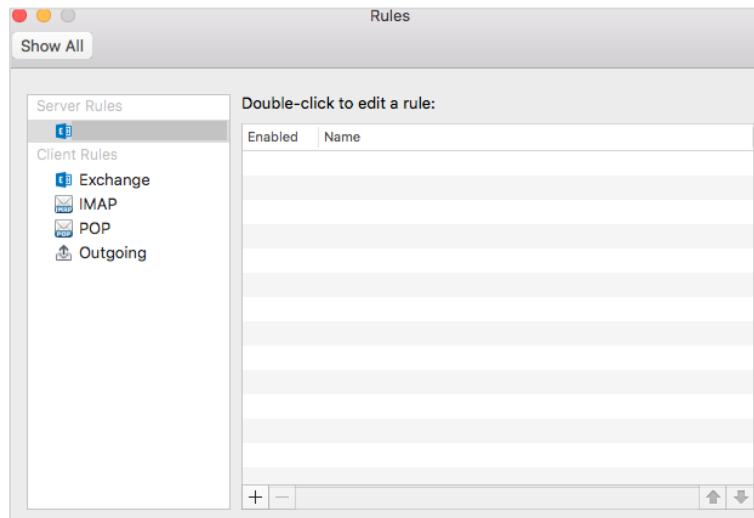 Rules
Show All
Server Rules
Client Rules
Exchange
IMAP
POP
Outgoing
Double-click to edit a rule:
Enabled Name